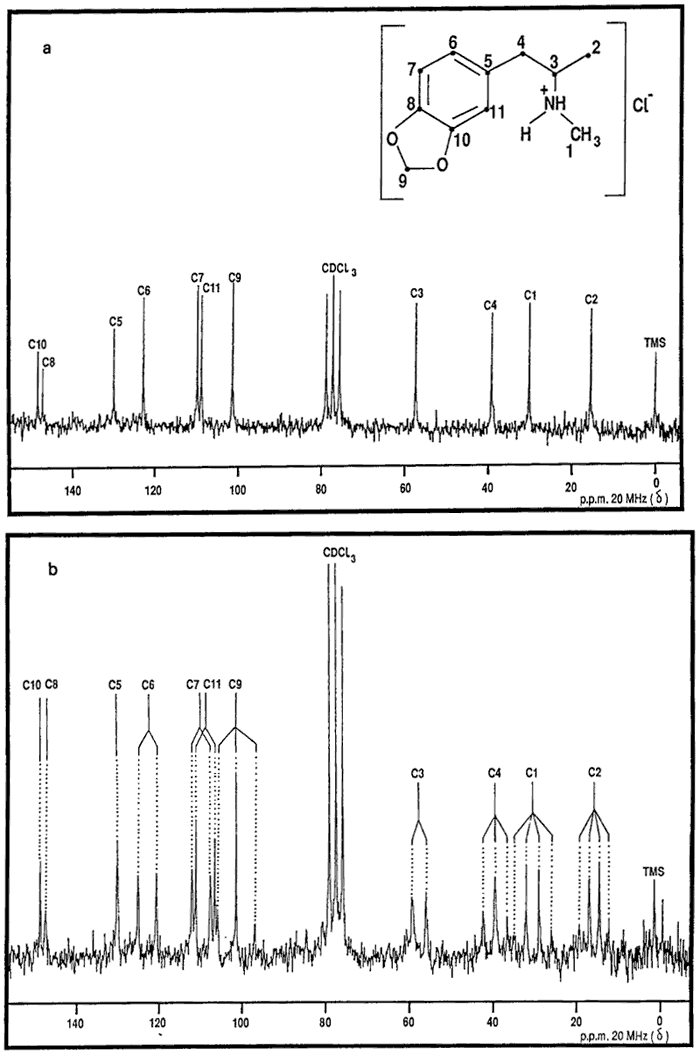 a
6 4 2
7 5 3
+
8 NH
11
10 H CH3
O 1
O
9
Cl-
CDCl3
C10 C8 C5 C6 C7 C11 C9 C3 C4 C1 C2 TMS
140 120 100 80 60 40 20 0
p.p.m. 20 MHz ( δ )
b
CDCl3
C10 C8 C5 C6 C7 C11 C9
C3 C4 C1 C2
TMS
140 120 100 80 60 40 20 0
p.p.m. 20 MHz ( δ )